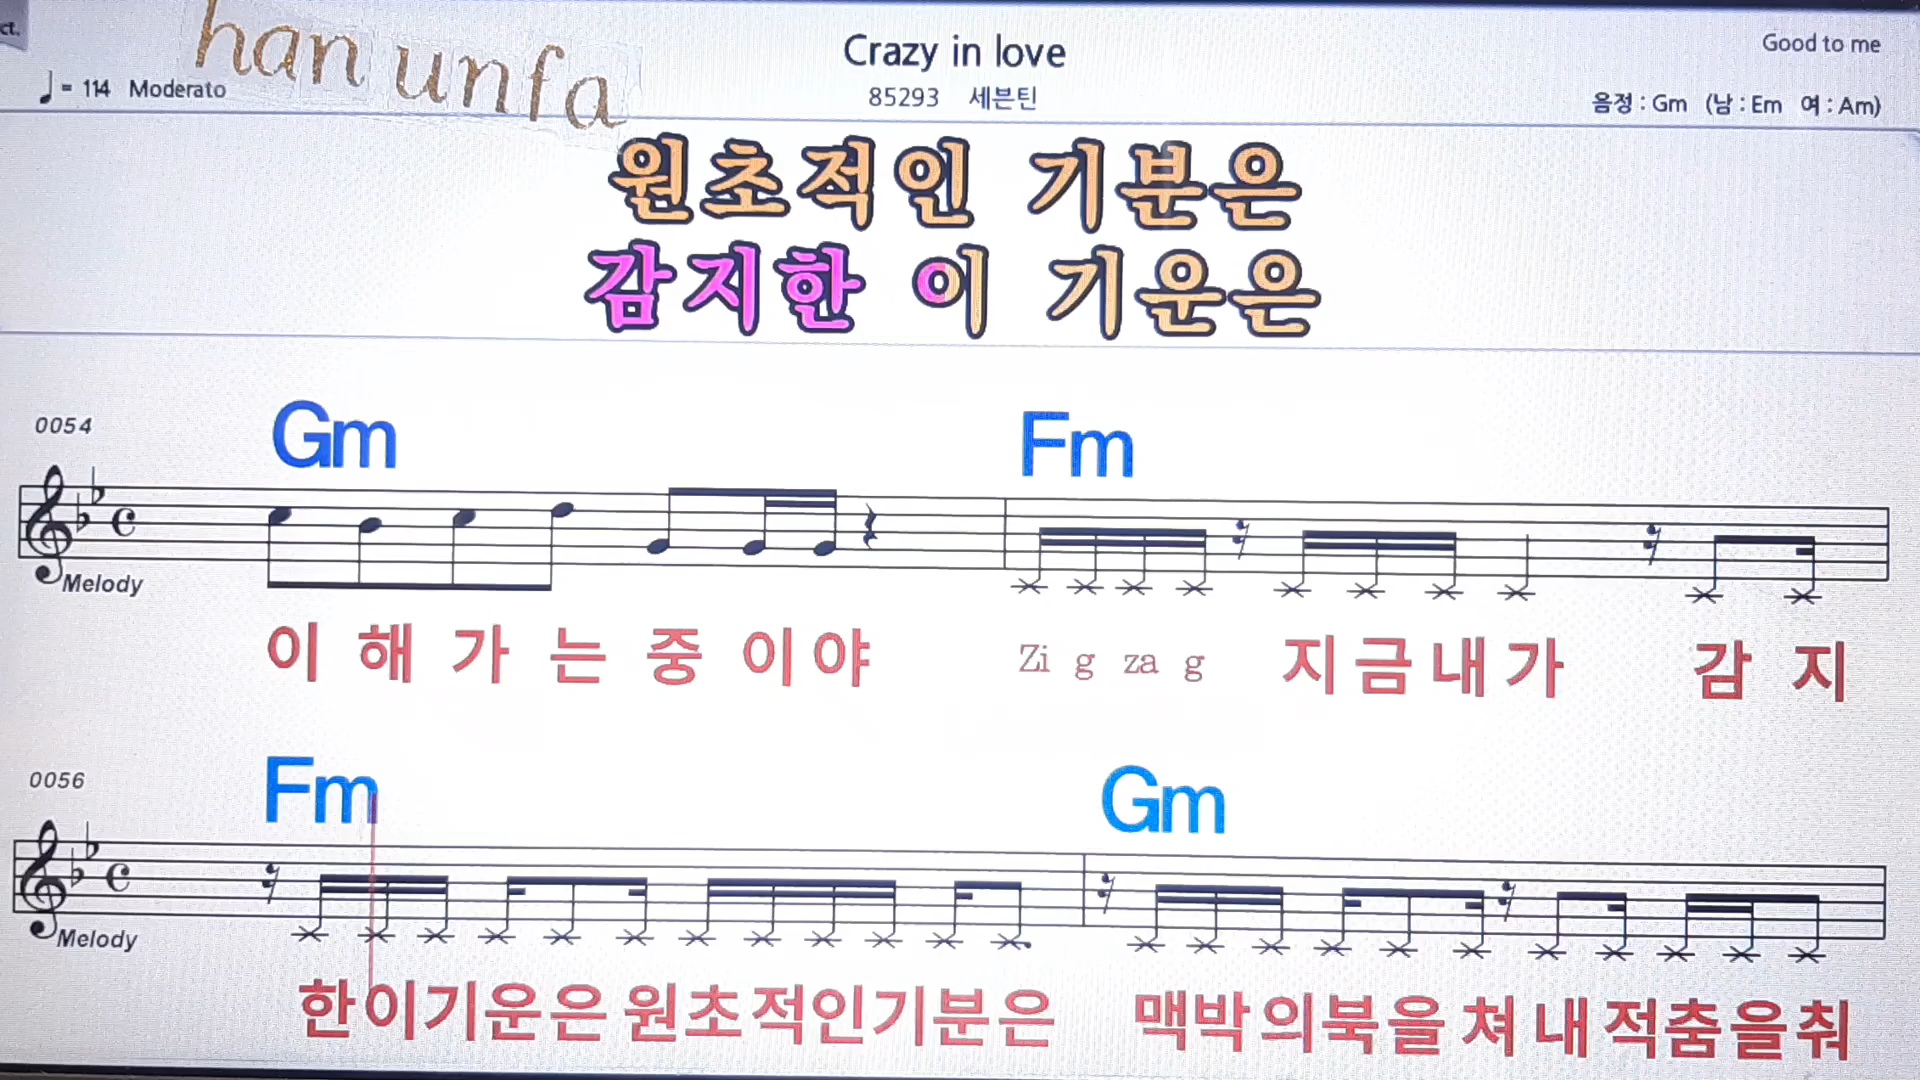 ct.
han unfa
Crazy in love
Good to me
♩= 114 Moderato
85293 세븐틴
음정 : Gm (남 : Em 여 : Am)
원초적인 기분은
감지한 이 기운은
0054
Gm Fm
Melody
이 해 가 는 중 이 야 Zi g za g 지 금 내 가 감 지
0056
Fm Gm
Melody
한이기운은 원초적인기분은 맥박의북을 쳐 내 적춤을춰